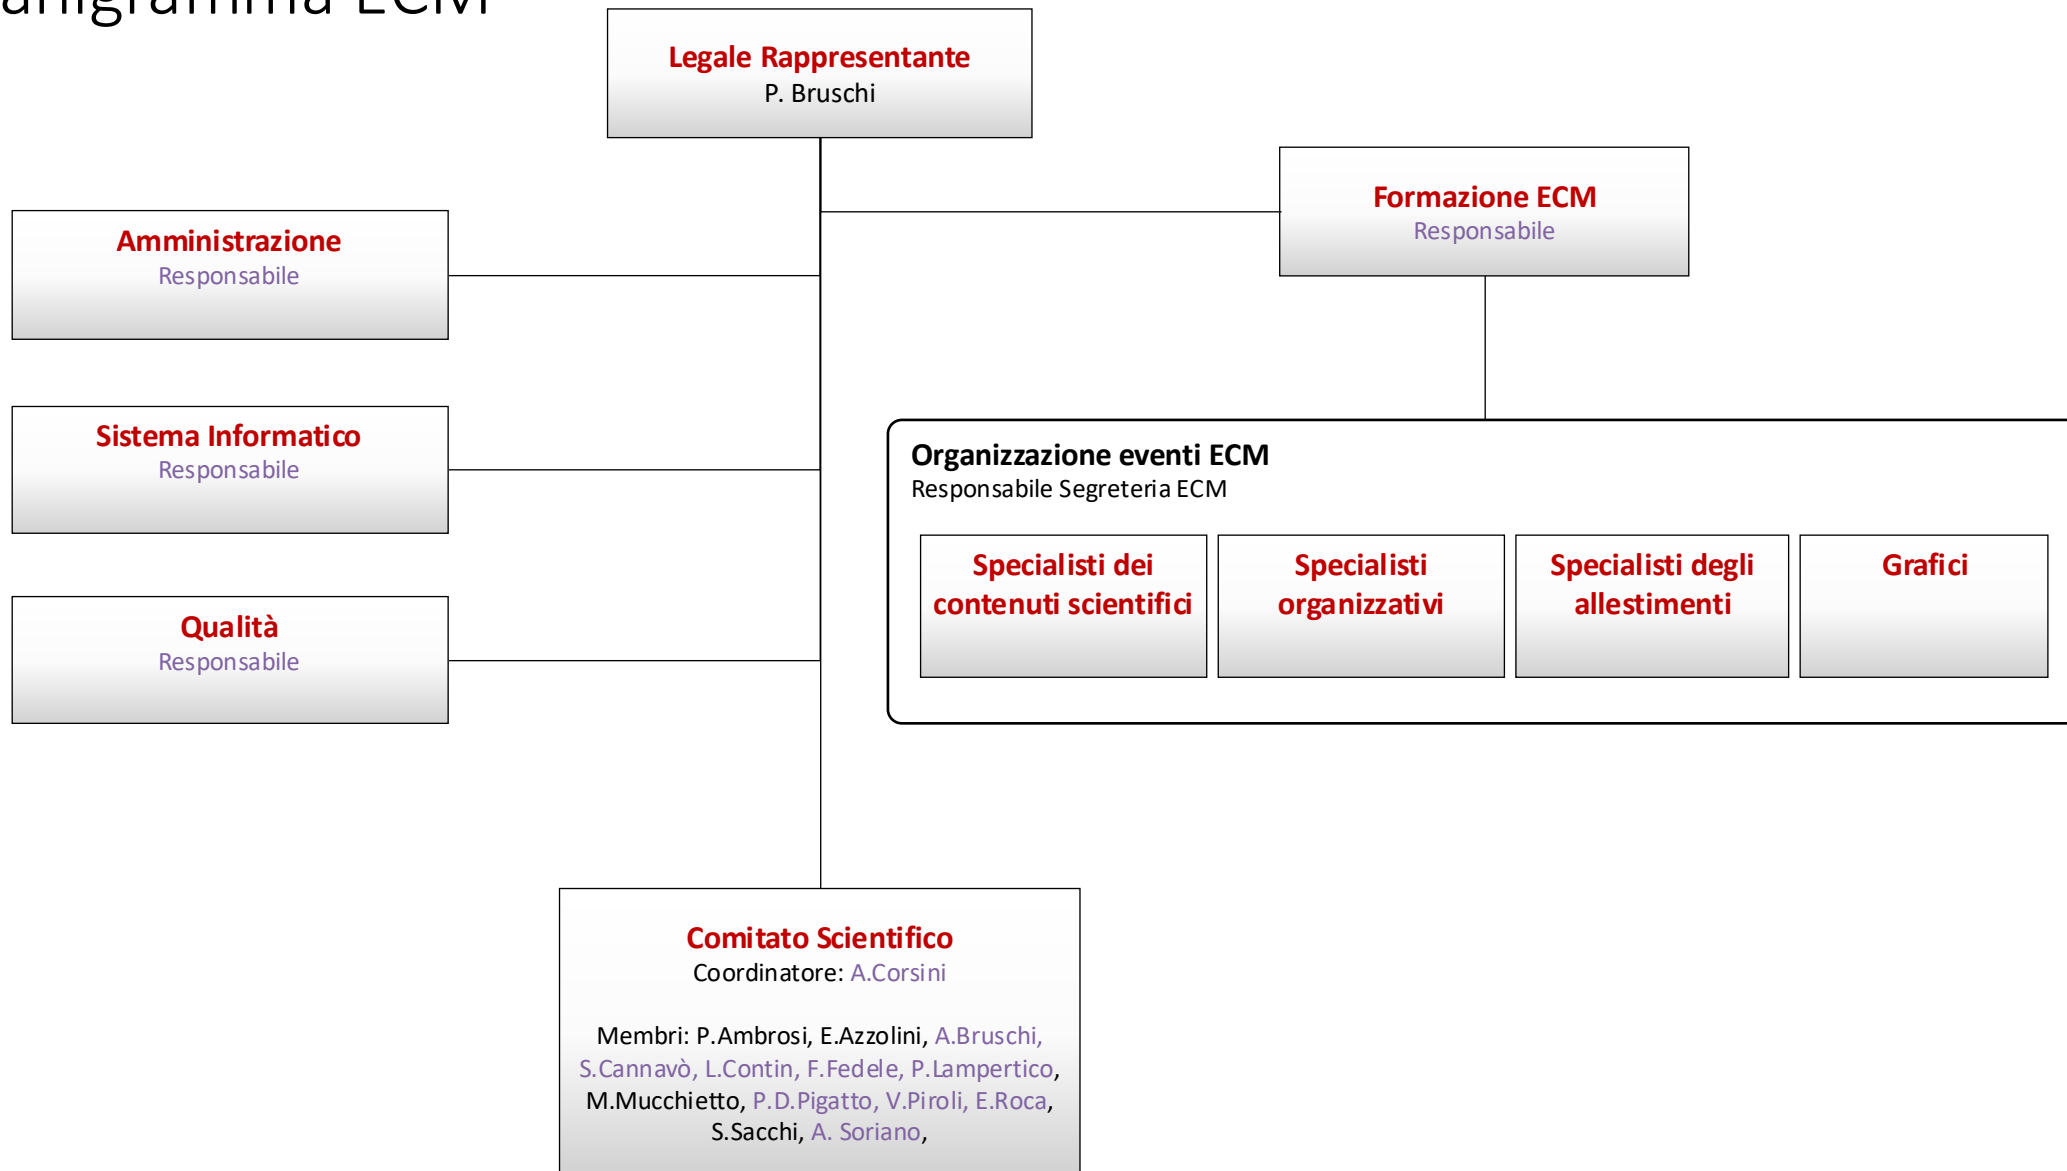 anigramma ECM
Legale Rappresentante
P. Bruschi
Formazione ECM
Responsabile
Amministrazione
Responsabile
Sistema Informatico
Responsabile
Organizzazione eventi ECM
Responsabile Segreteria ECM
Specialisti dei
contenuti scientifici
Specialisti
organizzativi
Specialisti degli
allestimenti
Grafici
Qualità
Responsabile
Comitato Scientifico
Coordinatore: A.Corsini
Membri: P.Ambrosi, E.Azzolini, A.Bruschi,
S.Cannavò, L.Contin, F.Fedele, P.Lampertico,
M.Mucchietto, P.D.Pigatto, V.Piroli, E.Roca,
S.Sacchi, A. Soriano,